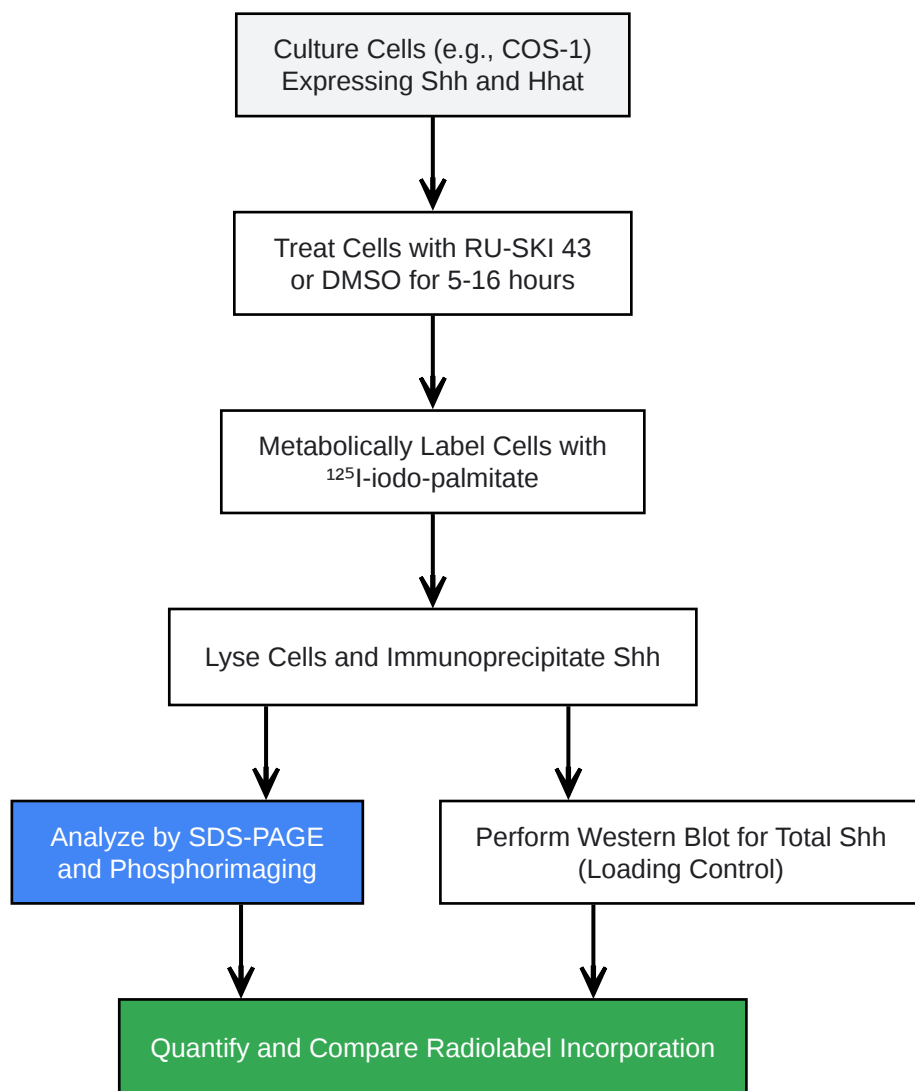 Culture Cells (e.g., COS-1)
Expressing Shh and Hhat
Treat Cells with RU-SKI 43
or DMSO for 5-16 hours
Metabolically Label Cells with
¹²⁵I-iodo-palmitate
Lyse Cells and Immunoprecipitate Shh
Analyze by SDS-PAGE
and Phosphorimaging
Perform Western Blot for Total Shh
(Loading Control)
Quantify and Compare Radiolabel Incorporation